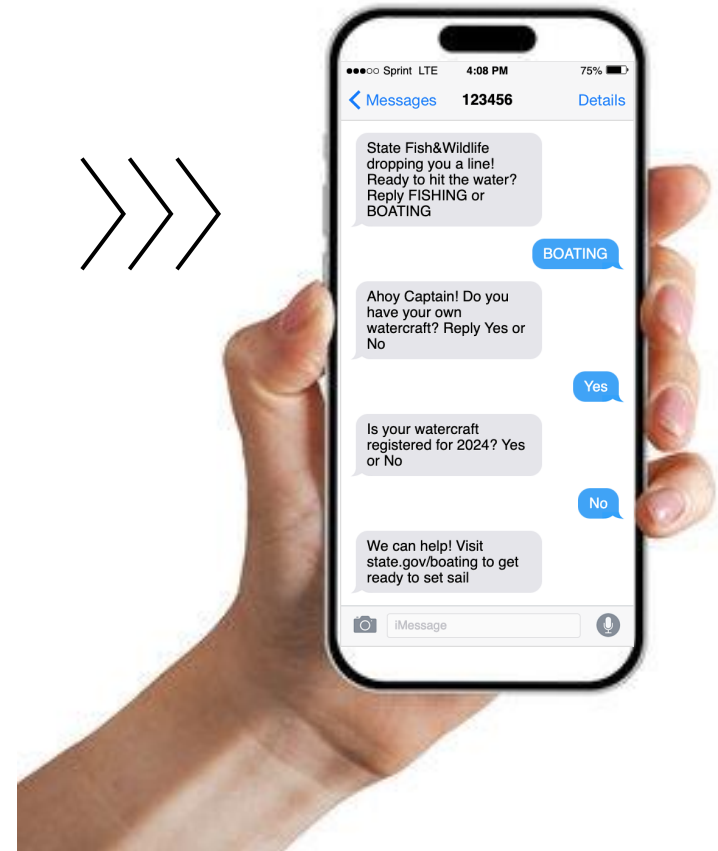 Sprint LTE 4:08 PM 75%
Messages 123456 Details
State Fish&Wildlife
dropping you a line!
Ready to hit the water?
Reply FISHING or
BOATING
BOATING
Ahoy Captain! Do you
have your own
watercraft? Reply Yes or
No
Yes
Is your watercraft
registered for 2024? Yes
or No
No
We can help! Visit
state.gov/boating to get
ready to set sail
iMessage